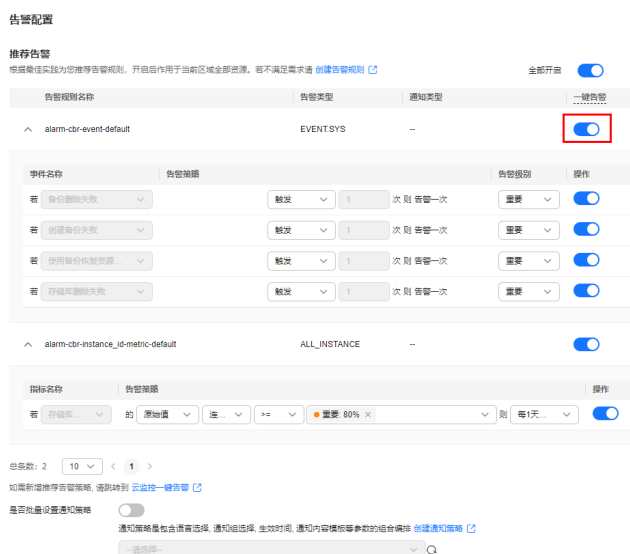 告警配置
推荐告警
根据最佳实践为您推荐告警规则，开启后作用于当前区域全部资源。若不满足需求请 创建告警规则
全部开启
告警规则名称 告警类型 通知类型 一键告警
alarm-cbr-event-default EVENT.SYS --
事件名称 告警策略 告警级别 操作
若 备份删除失败 触发 1 次 则 告警一次 重要
若 创建备份失败 触发 1 次 则 告警一次 重要
若 使用备份恢复资源... 触发 1 次 则 告警一次 重要
若 存储库删除失败 触发 1 次 则 告警一次 重要
alarm-cbr-instance_id-metric-default ALL_INSTANCE --
指标名称 告警策略 操作
若 存储库... 的 原始值 连... >= 重要: 80% × 则 每1天...
总条数: 2 10 < 1 >
如需新增推荐告警策略, 请跳转到 云监控一键告警
是否批量设置通知策略
通知策略是包含语言选择, 通知组选择, 生效时间, 通知内容模板等参数的组合编排 创建通知策略
--请选择--